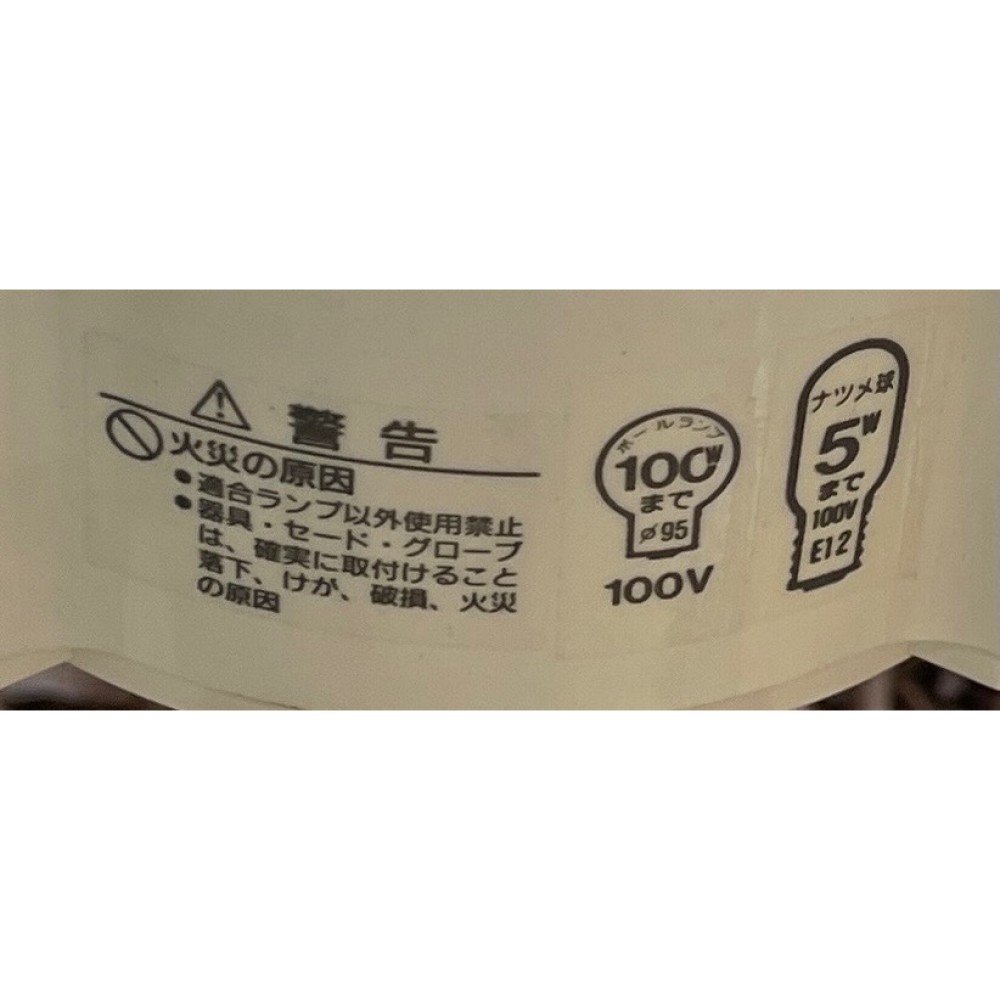 警告
火災の原因
●適合ランプ以外使用禁止
●器具・セード・グローブ
は、確実に取付けること
落下、けが、破損、火災
の原因
ボールランプ
100W
まで
φ95
100V
ナツメ球
5W
まで
100V
E12